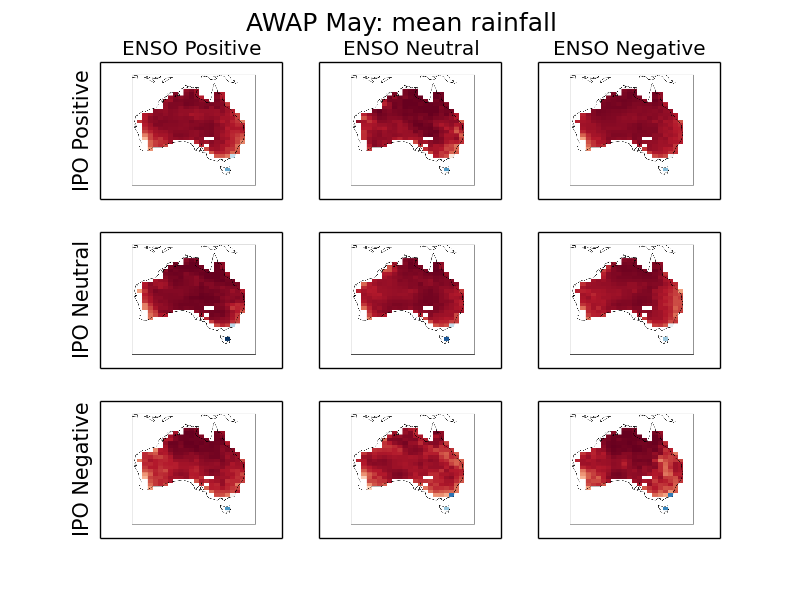 AWAP May: mean rainfall
ENSO Positive
ENSO Neutral
ENSO Negative
IPO Positive
IPO Neutral
IPO Negative